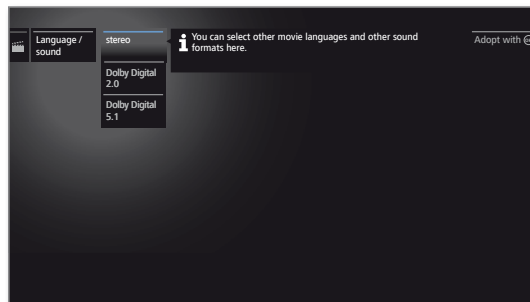 Language /
sound
stereo
Dolby Digital
2.0
Dolby Digital
5.1
You can select other movie languages and other sound
formats here.
Adopt with